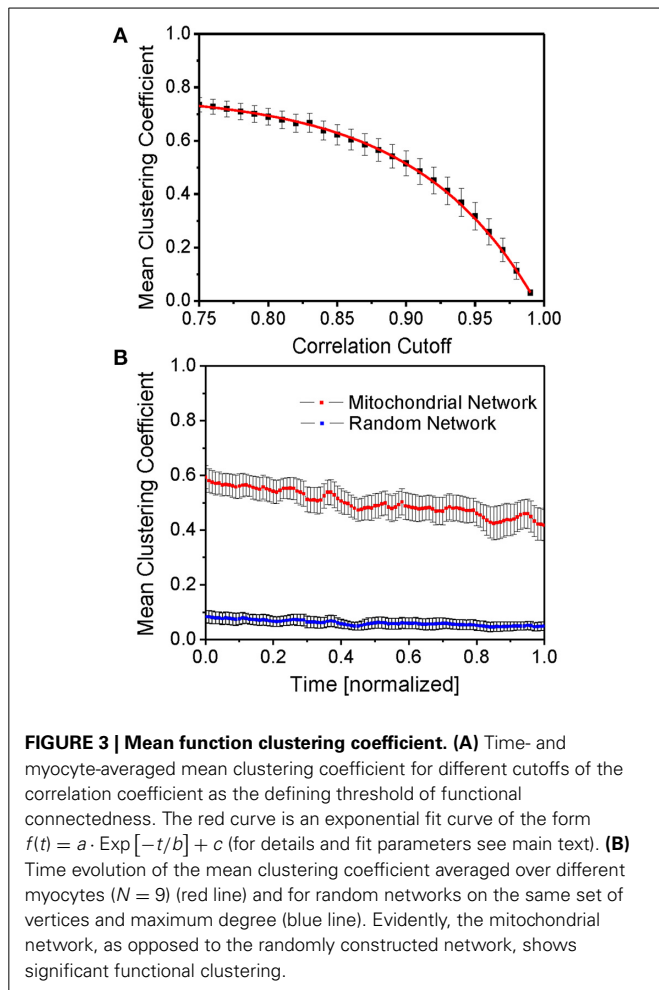 A
Mean Clustering Coefficient
1.0
0.8
0.6
0.4
0.2
0.0
0.75
0.80
0.85
0.90
0.95
1.00
Correlation Cutoff
B
Mean Clustering Coefficient
1.0
0.8
0.6
0.4
0.2
0.0
Mitochondrial Network
Random Network
0.0
0.2
0.4
0.6
0.8
1.0
Time [normalized]
FIGURE 3 | Mean function clustering coefficient. (A) Time- and
myocyte-averaged mean clustering coefficient for different cutoffs of the
correlation coefficient as the defining threshold of functional
connectedness. The red curve is an exponential fit curve of the form
f(t) = a · Exp [−t/b] + c (for details and fit parameters see main text). (B)
Time evolution of the mean clustering coefficient averaged over different
myocytes (N = 9) (red line) and for random networks on the same set of
vertices and maximum degree (blue line). Evidently, the mitochondrial
network, as opposed to the randomly constructed network, shows
significant functional clustering.